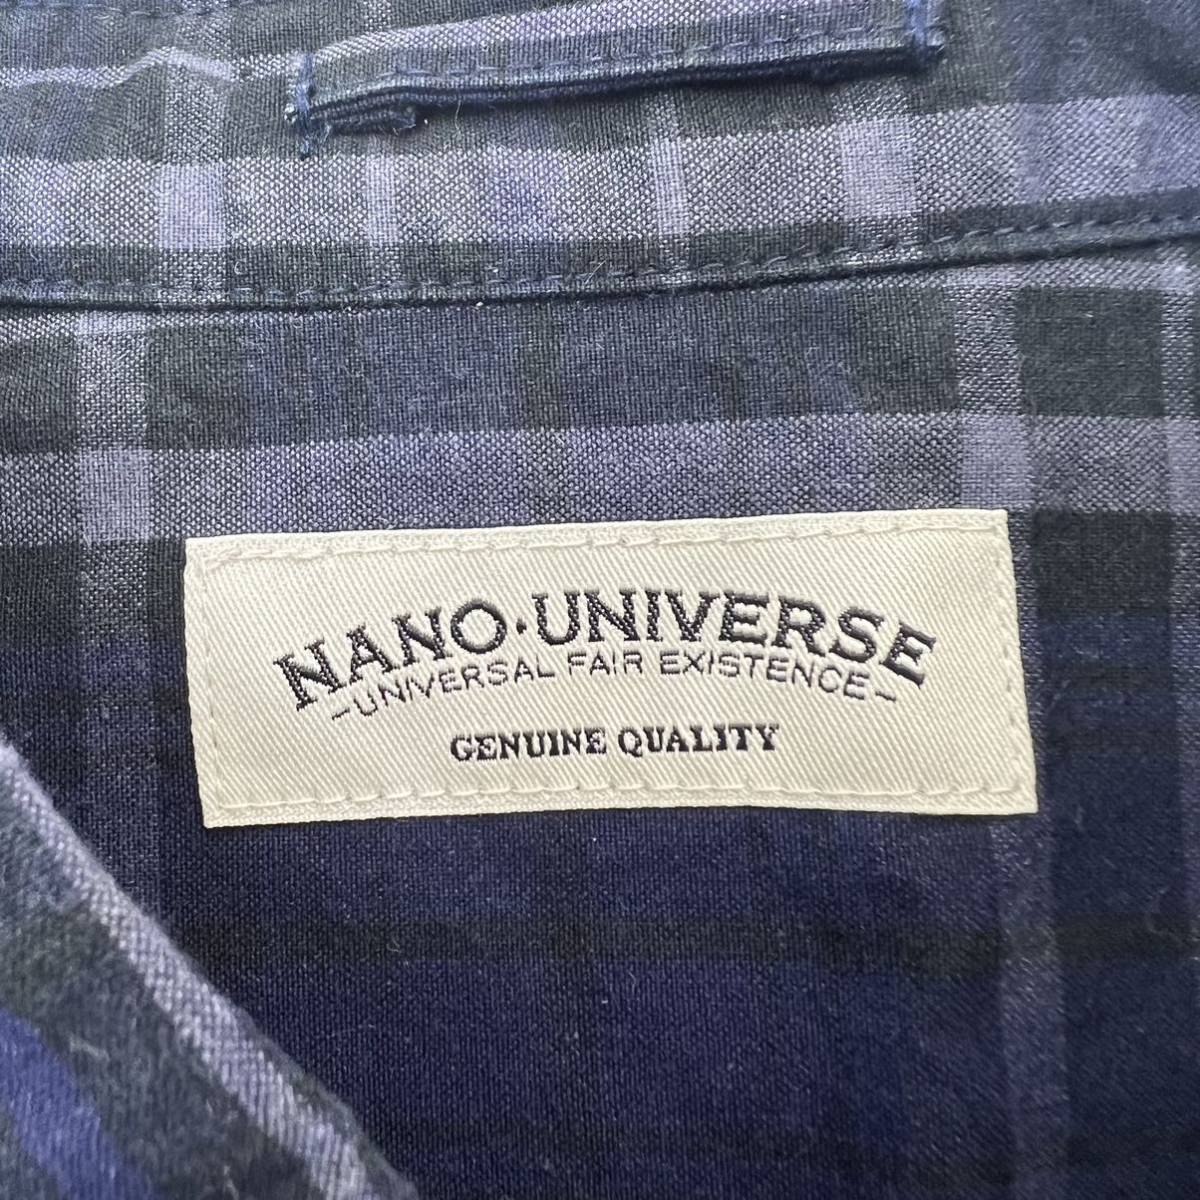 NANO·UNIVERSE
-UNIVERSAL FAIR EXISTENCE-
GENUINE QUALITY